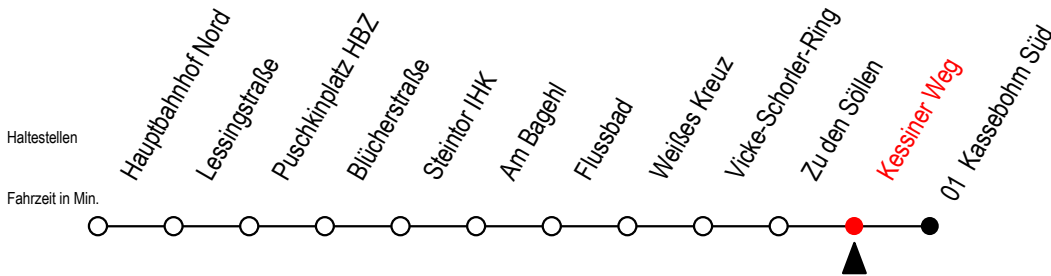 Haltestellen
Hauptbahnhof Nord
Lessingstraße
Puschkinplatz HBZ
Blücherstraße
Steintor IHK
Am Bagehl
Flussbad
Weißes Kreuz
Vicke-Schorler-Ring
Zu den Söllen
Kessiner Weg
01 Kassebohm Süd
Fahrzeit in Min.